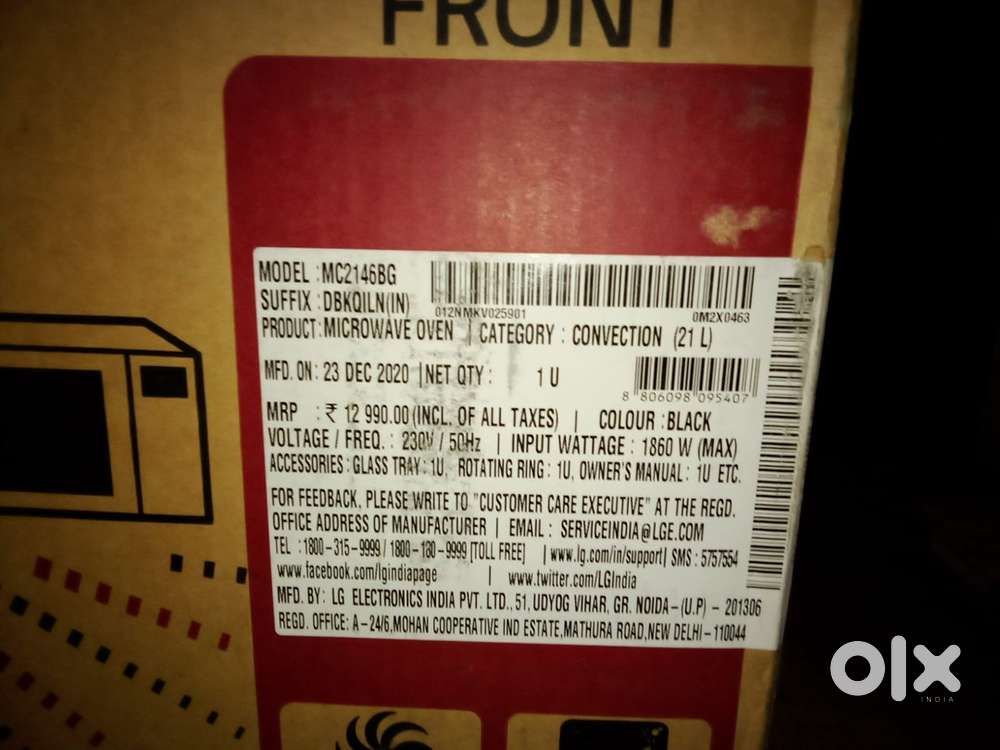 FRONT
MODEL : MC2146BG
SUFFIX : DBKQILN(IN)
012NMKV025901
0M2X0463
PRODUCT : MICROWAVE OVEN | CATEGORY : CONVECTION (21 L)
MFD. ON : 23 DEC 2020 | NET QTY : 1 U
8 806098 095407
MRP : ₹ 12 990.00 (INCL. OF ALL TAXES) | COLOUR : BLACK
VOLTAGE / FREQ. : 230V / 50Hz | INPUT WATTAGE : 1860 W (MAX)
ACCESSORIES : GLASS TRAY : 1U, ROTATING RING : 1U, OWNER'S MANUAL : 1U ETC.
FOR FEEDBACK, PLEASE WRITE TO "CUSTOMER CARE EXECUTIVE" AT THE REGD.
OFFICE ADDRESS OF MANUFACTURER | EMAIL : SERVICEINDIA@LGE.COM
TEL : 1800-315-9999 / 1800-180-9999 [TOLL FREE] | www.lg.com/in/support | SMS : 5757554
www.facebook.com/lgindiapage | www.twitter.com/LGIndia
MFD. BY : LG ELECTRONICS INDIA PVT. LTD., 51, UDYOG VIHAR, GR. NOIDA-(U.P) - 201306
REGD. OFFICE: A-24/6, MOHAN COOPERATIVE IND ESTATE, MATHURA ROAD, NEW DELHI-110044
olx
INDIA